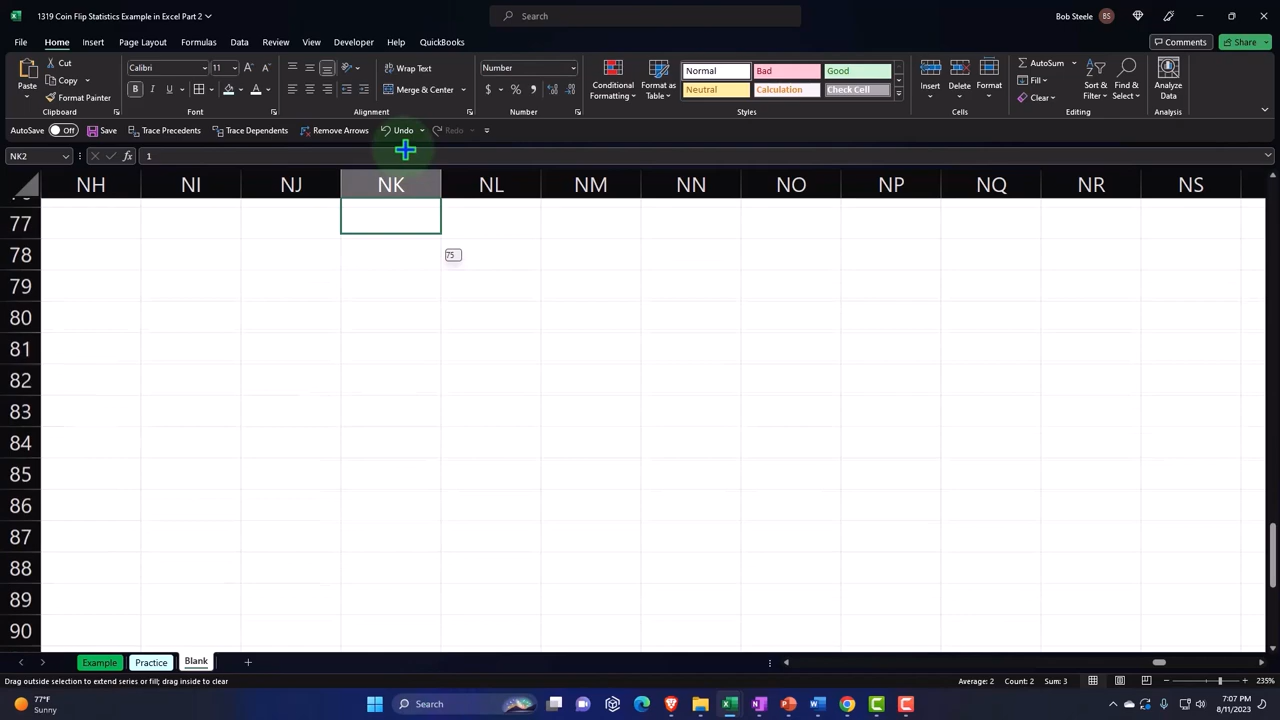 1319 Coin Flip Statistics Example in Excel Part 2
Search
Bob Steele BS
File Home Insert Page Layout Formulas Data Review View Developer Help QuickBooks
Comments Share
Paste
Cut
Copy
Format Painter
Clipboard
Calibri 11
B I U
Font
Wrap Text
Merge & Center
Alignment
Number
$ %
Number
Conditional Formatting
Format as Table
Normal Bad Good
Neutral Calculation Check Cell
Styles
Insert Delete Format
Cells
AutoSum
Fill
Clear
Sort & Filter
Find & Select
Editing
Analyze Data
Analysis
AutoSave Off Save Trace Precedents Trace Dependents Remove Arrows Undo Redo
NK2 fx 1
NH NI NJ NK NL NM NN NO NP NQ NR NS
77
78 75
79
80
81
82
83
84
85
86
87
88
89
90
Example Practice Blank
Drag outside selection to extend series or fill; drag inside to clear Average: 2 Count: 2 Sum: 3 235%
77°F
Sunny
Search
7:07 PM
8/11/2023